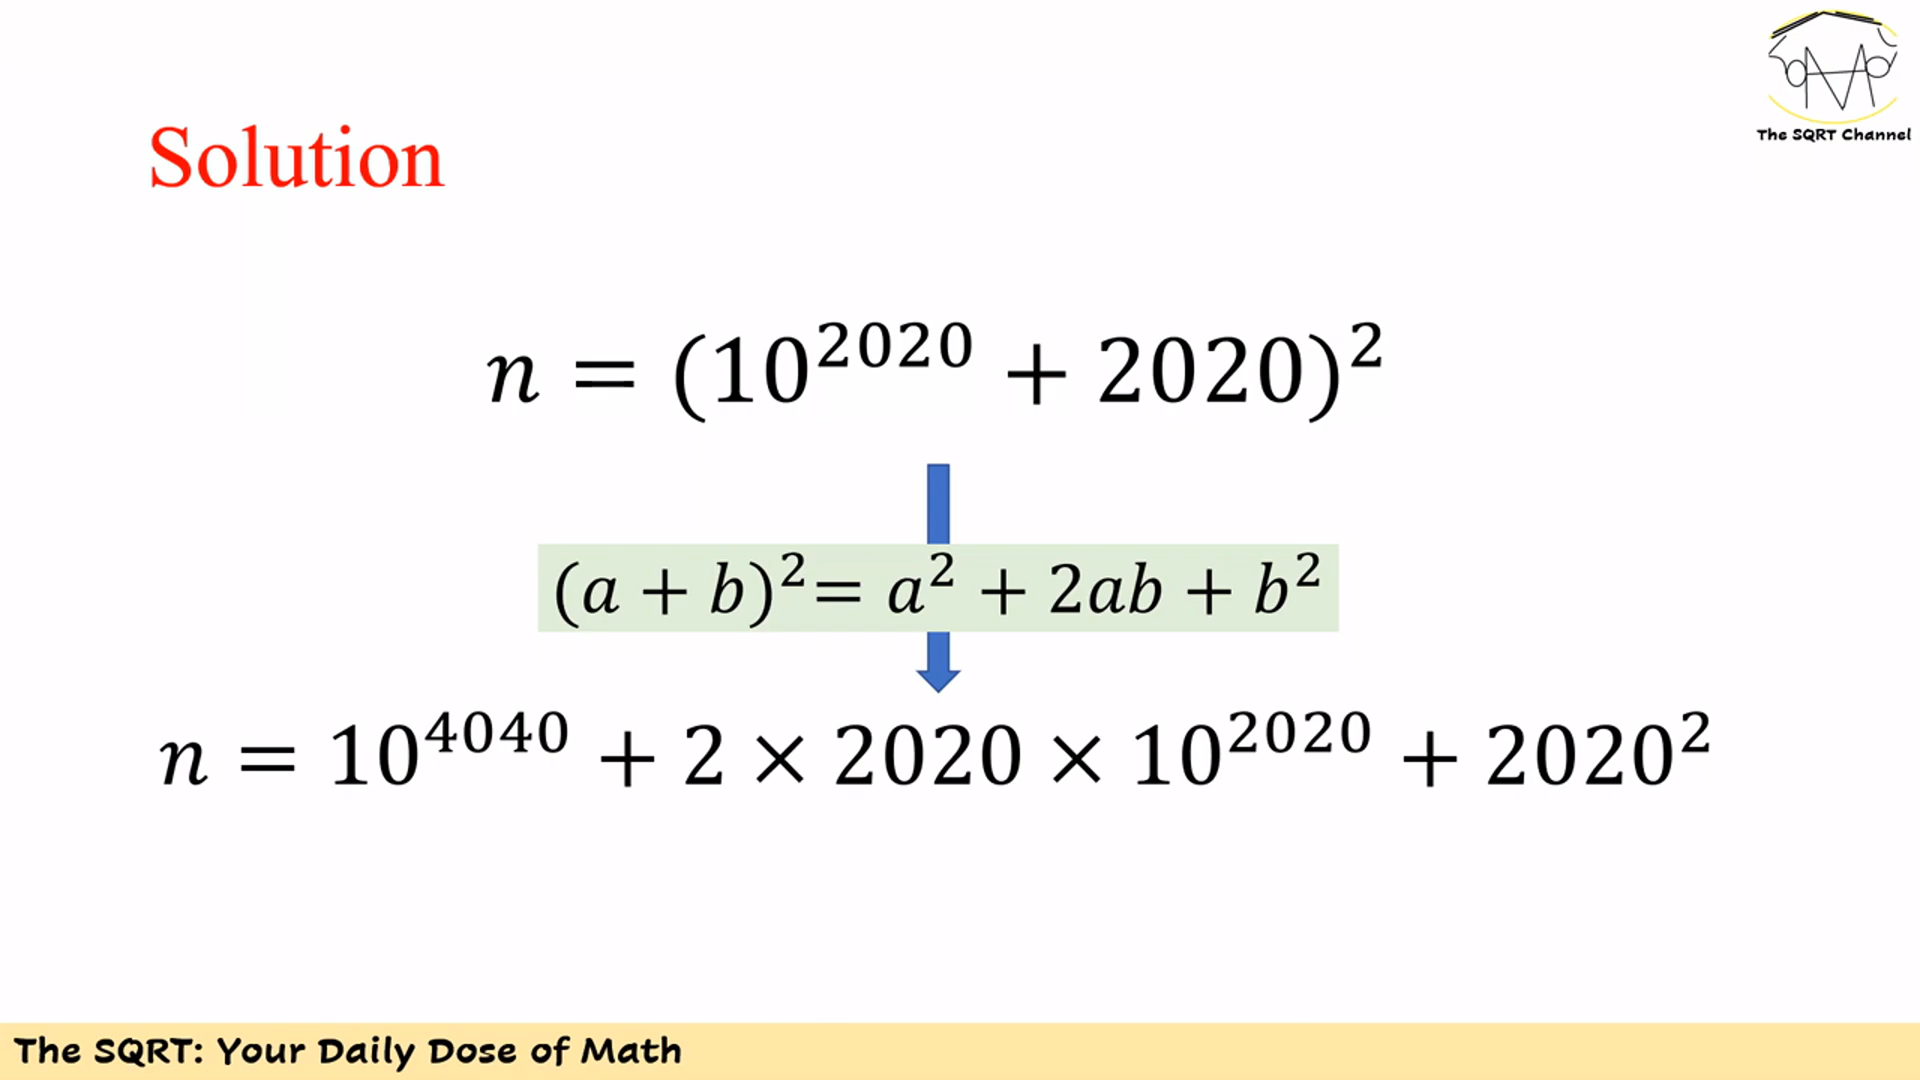 The SQRT Channel
Solution
n = (10^2020 + 2020)^2
(a + b)^2= a^2 + 2ab + b^2
n = 10^4040 + 2 × 2020 × 10^2020 + 2020^2
The SQRT: Your Daily Dose of Math